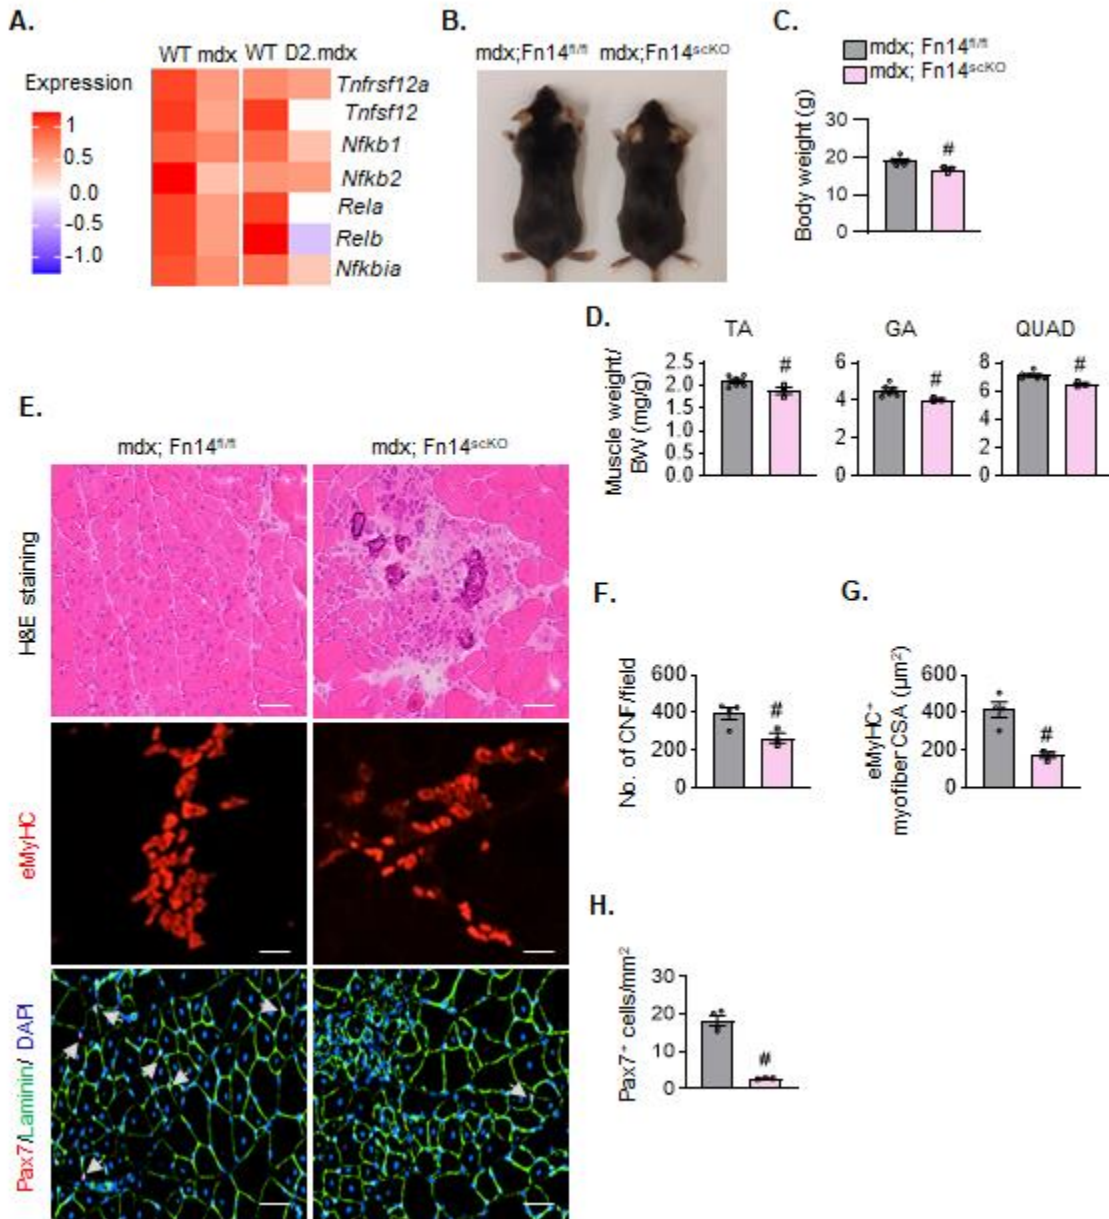 A.
WT mdx WT D2.mdx
Expression
1
0.5
0.0
-0.5
-1.0
Tnfrsf12a
Tnfsf12
Nfkb1
Nfkb2
Rela
Relb
Nfkbia
B.
mdx;Fn14fl/fl mdx;Fn14scKO
C.
mdx; Fn14fl/fl
mdx; Fn14scKO
Body weight (g)
30
20
10
0
#
D.
TA
Muscle weight/
BW (mg/g)
2.5
2.0
1.5
1.0
0.5
0.0
#
GA
6
4
2
0
#
QUAD
8
6
4
2
0
#
E.
mdx; Fn14fl/fl mdx; Fn14scKO
H&E staining
eMyHC
Pax7/Laminin/ DAPI
F.
No. of CNF/field
600
400
200
0
#
G.
eMyHC+
myofiber CSA (µm²)
600
400
200
0
#
H.
Pax7+ cells/mm²
30
20
10
0
#